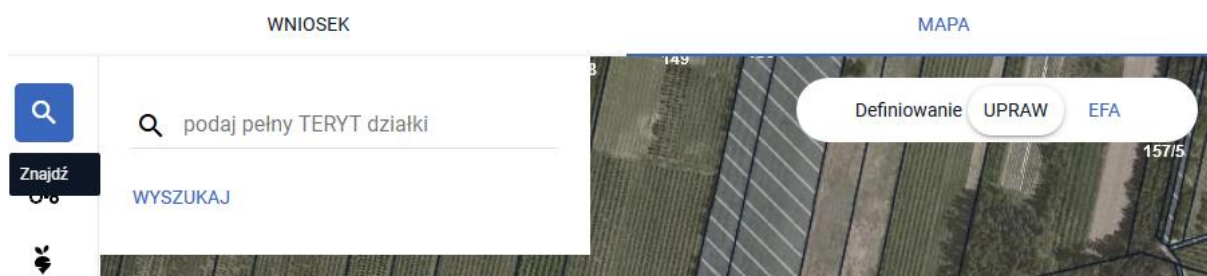 WNIOSEK
MAPA
149
podaj pełny TERYT działki
Definiowanie UPRAW EFA
157/5
Znajdź
WYSZUKAJ